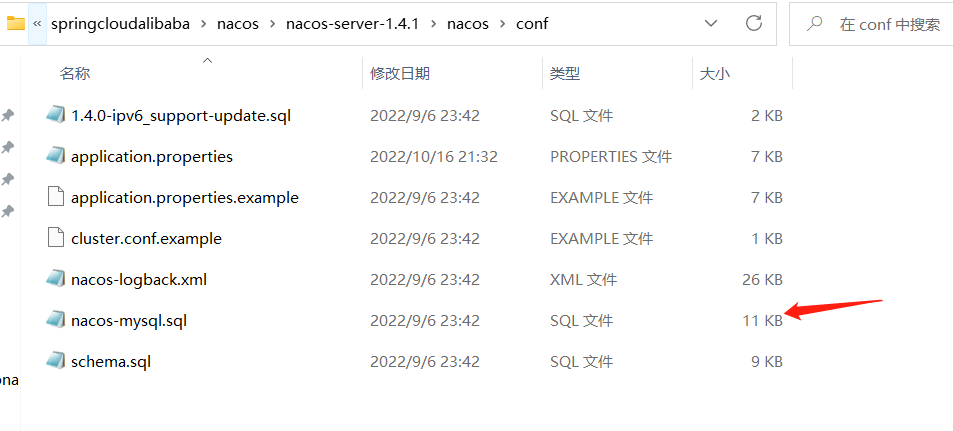 « springcloudalibaba > nacos > nacos-server-1.4.1 > nacos > conf 在 conf 中搜索
名称 修改日期 类型 大小
1.4.0-ipv6_support-update.sql 2022/9/6 23:42 SQL 文件 2 KB
application.properties 2022/10/16 21:32 PROPERTIES 文件 7 KB
application.properties.example 2022/9/6 23:42 EXAMPLE 文件 7 KB
cluster.conf.example 2022/9/6 23:42 EXAMPLE 文件 1 KB
nacos-logback.xml 2022/9/6 23:42 XML 文件 26 KB
nacos-mysql.sql 2022/9/6 23:42 SQL 文件 11 KB
schema.sql 2022/9/6 23:42 SQL 文件 9 KB
ona